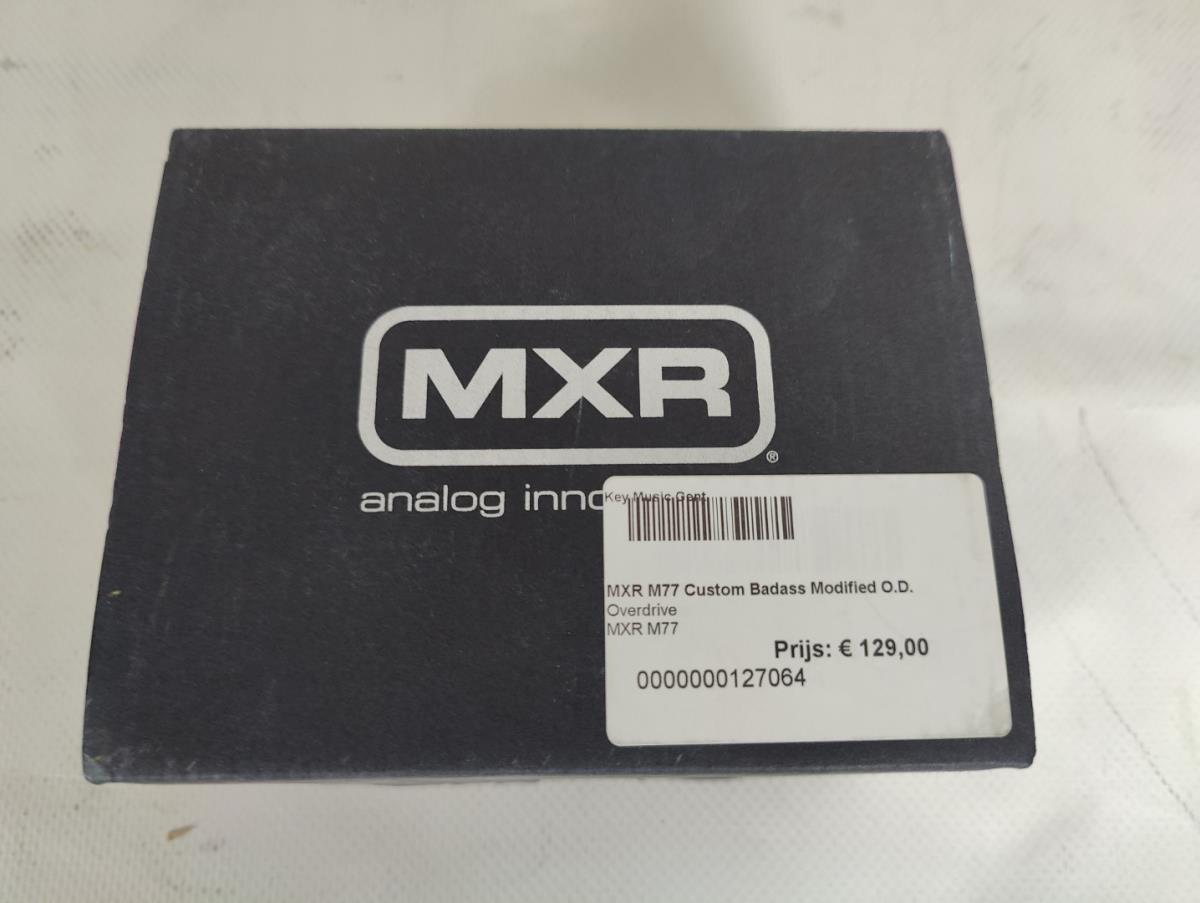 MXR
®
analog inno
Key Music Gent
MXR M77 Custom Badass Modified O.D.
Overdrive
MXR M77
Prijs: € 129,00
0000000127064